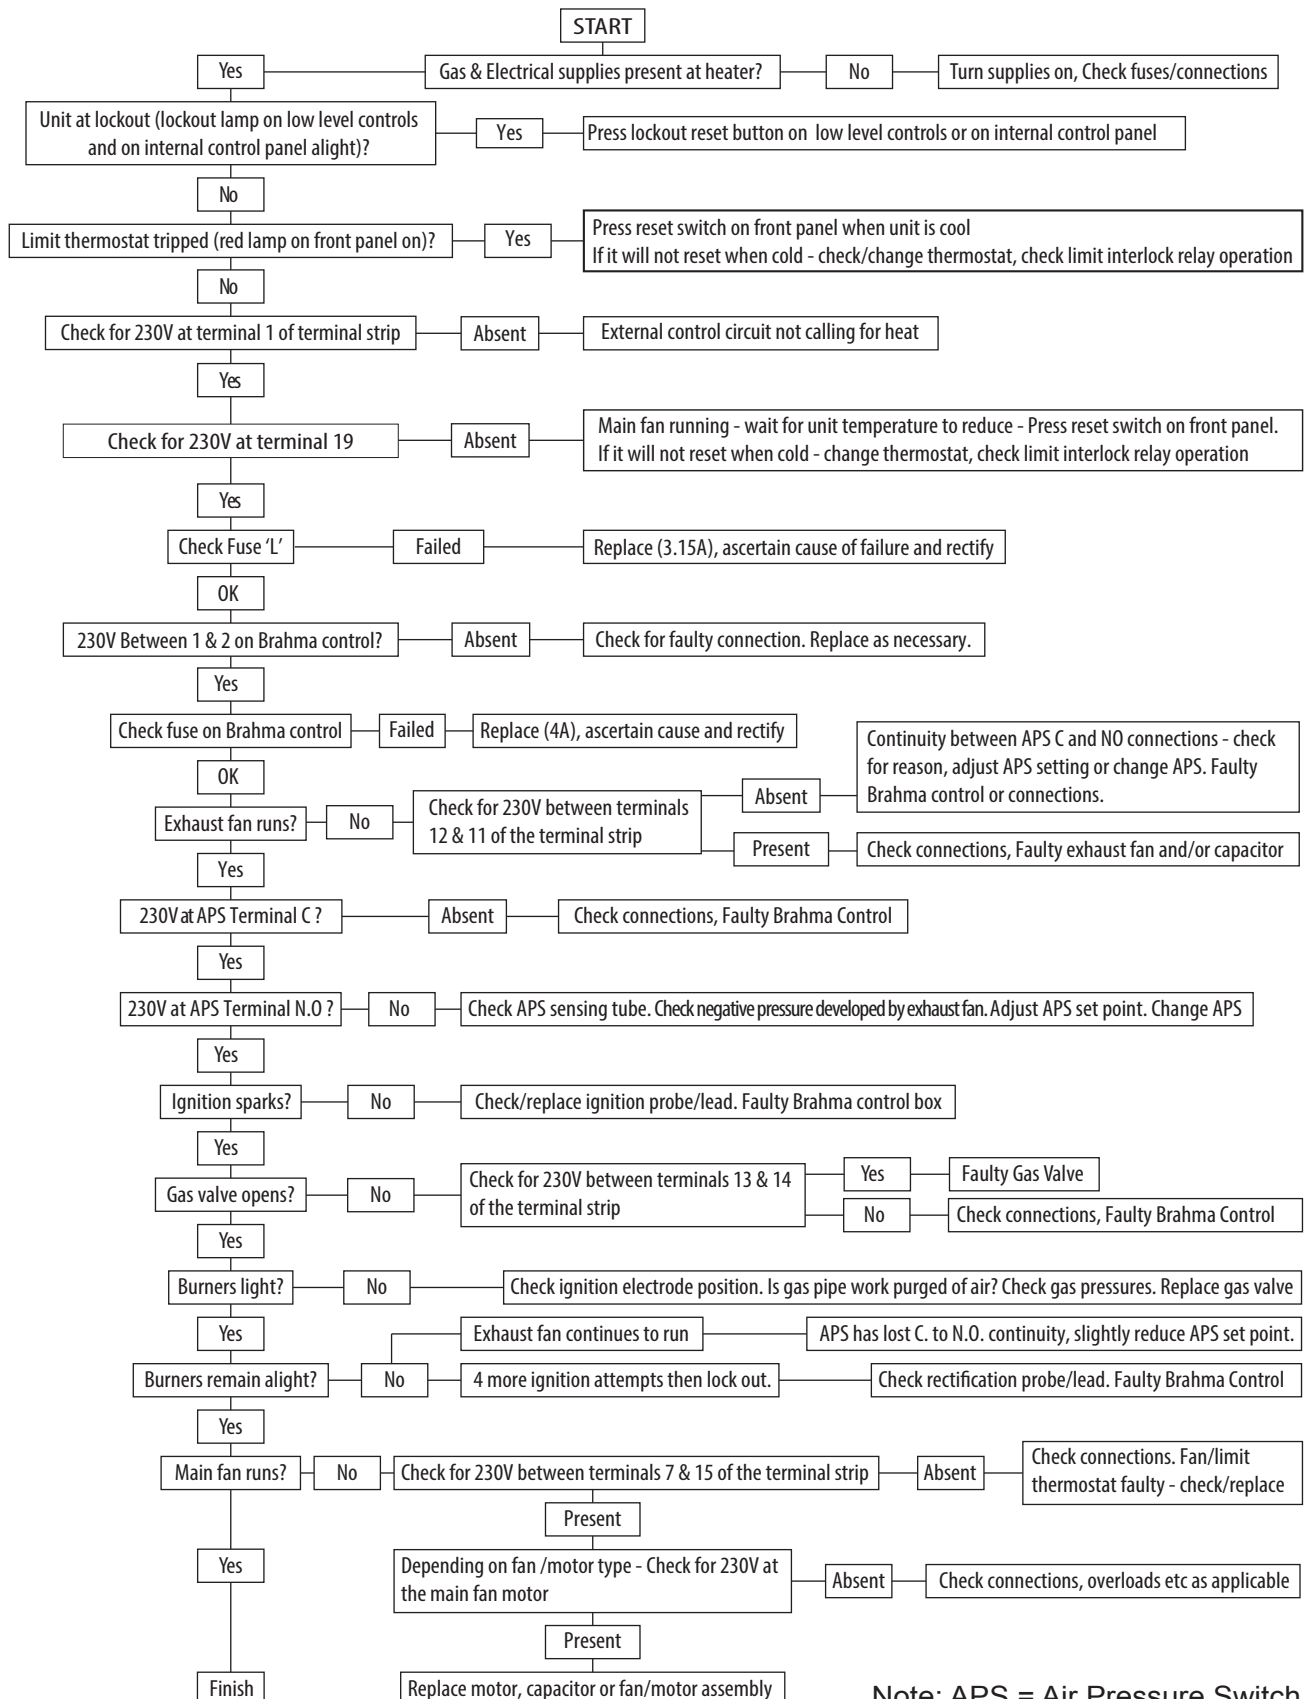 START
Yes
Gas & Electrical supplies present at heater?
No
Turn supplies on, Check fuses/connections
Unit at lockout (lockout lamp on low level controls
and on internal control panel alight)?
Yes
Press lockout reset button on low level controls or on internal control panel
No
Limit thermostat tripped (red lamp on front panel on)?
Yes
Press reset switch on front panel when unit is cool
If it will not reset when cold - check/change thermostat, check limit interlock relay operation
No
Check for 230V at terminal 1 of terminal strip
Absent
External control circuit not calling for heat
Yes
Check for 230V at terminal 19
Absent
Main fan running - wait for unit temperature to reduce - Press reset switch on front panel.
If it will not reset when cold - change thermostat, check limit interlock relay operation
Yes
Check Fuse ‘L’
Failed
Replace (3.15A), ascertain cause of failure and rectify
OK
230V Between 1 & 2 on Brahma control?
Absent
Check for faulty connection. Replace as necessary.
Yes
Check fuse on Brahma control
Failed
Replace (4A), ascertain cause and rectify
OK
Exhaust fan runs?
No
Check for 230V between terminals
12 & 11 of the terminal strip
Absent
Continuity between APS C and NO connections - check
for reason, adjust APS setting or change APS. Faulty
Brahma control or connections.
Present
Check connections, Faulty exhaust fan and/or capacitor
Yes
230V at APS Terminal C ?
Absent
Check connections, Faulty Brahma Control
Yes
230V at APS Terminal N.O ?
No
Check APS sensing tube. Check negative pressure developed by exhaust fan. Adjust APS set point. Change APS
Yes
Ignition sparks?
No
Check/replace ignition probe/lead. Faulty Brahma control box
Yes
Gas valve opens?
No
Check for 230V between terminals 13 & 14
of the terminal strip
Yes
Faulty Gas Valve
No
Check connections, Faulty Brahma Control
Yes
Burners light?
No
Check ignition electrode position. Is gas pipe work purged of air? Check gas pressures. Replace gas valve
Yes
Exhaust fan continues to run
APS has lost C. to N.O. continuity, slightly reduce APS set point.
Burners remain alight?
No
4 more ignition attempts then lock out.
Check rectification probe/lead. Faulty Brahma Control
Yes
Main fan runs?
No
Check for 230V between terminals 7 & 15 of the terminal strip
Absent
Check connections. Fan/limit
thermostat faulty - check/replace
Present
Yes
Depending on fan /motor type - Check for 230V at
the main fan motor
Absent
Check connections, overloads etc as applicable
Present
Finish
Replace motor, capacitor or fan/motor assembly
Note: APS = Air Pressure Switch